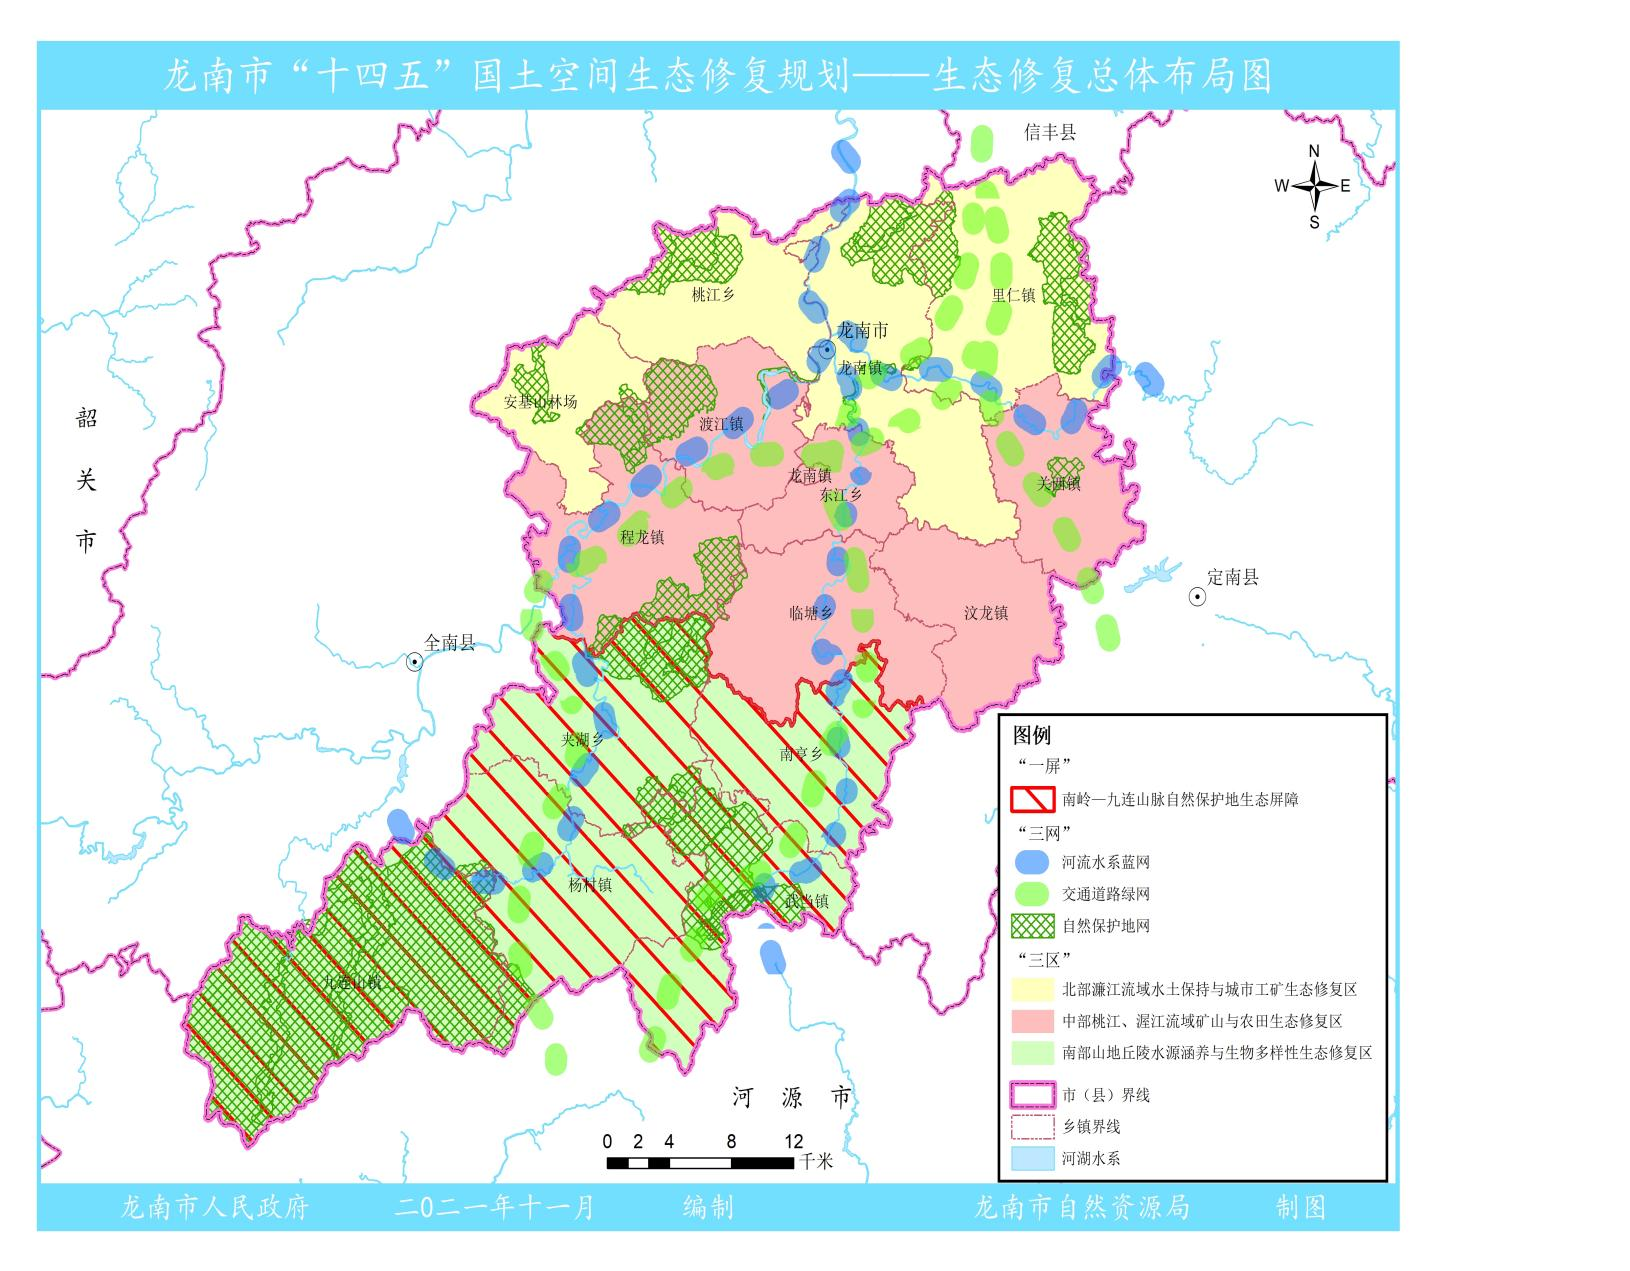 龙南市“十四五”国土空间生态修复规划——生态修复总体布局图
信丰县
N
W E
S
桃江乡
里仁镇
龙南市
龙南镇
安基山林场
渡江镇
韶关市
龙南镇
关西镇
东江乡
程龙镇
定南县
临塘乡
汶龙镇
全南县
夹湖乡
南亨乡
杨村镇
武当镇
九连山镇
河源市
0 2 4 8 12
千米
图例
“一屏”
南岭—九连山脉自然保护地生态屏障
“三网”
河流水系蓝网
交通道路绿网
自然保护地网
“三区”
北部濂江流域水土保持与城市工矿生态修复区
中部桃江、渥江流域矿山与农田生态修复区
南部山地丘陵水源涵养与生物多样性生态修复区
市（县）界线
乡镇界线
河湖水系
龙南市人民政府 二〇二一年十一月 编制 龙南市自然资源局 制图